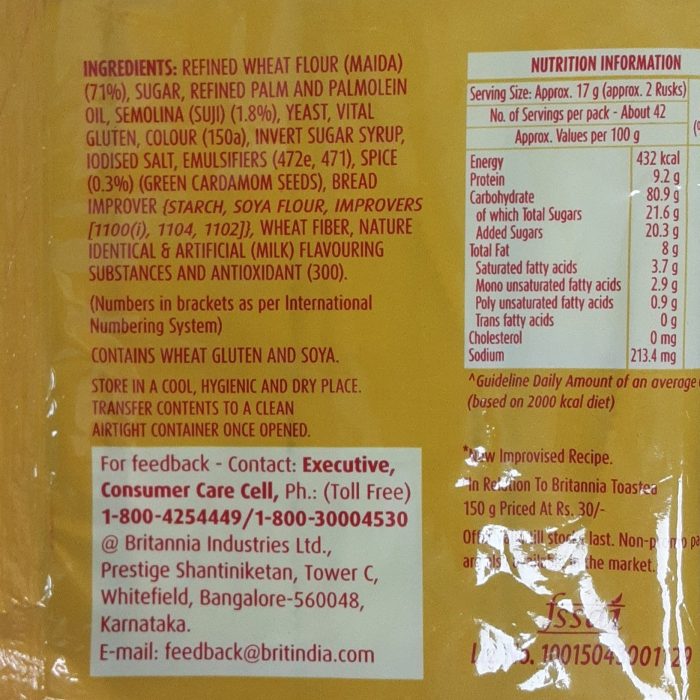 INGREDIENTS: REFINED WHEAT FLOUR (MAIDA)
(71%), SUGAR, REFINED PALM AND PALMOLEIN
OIL, SEMOLINA (SUJI) (1.8%), YEAST, VITAL
GLUTEN, COLOUR (150a), INVERT SUGAR SYRUP,
IODISED SALT, EMULSIFIERS (472e, 471), SPICE
(0.3%) (GREEN CARDAMOM SEEDS), BREAD
IMPROVER {STARCH, SOYA FLOUR, IMPROVERS
[1100(i), 1104, 1102]}, WHEAT FIBER, NATURE
IDENTICAL & ARTIFICIAL (MILK) FLAVOURING
SUBSTANCES AND ANTIOXIDANT (300).
(Numbers in brackets as per International
Numbering System)
CONTAINS WHEAT GLUTEN AND SOYA.
STORE IN A COOL, HYGIENIC AND DRY PLACE.
TRANSFER CONTENTS TO A CLEAN
AIRTIGHT CONTAINER ONCE OPENED.
For feedback - Contact: Executive,
Consumer Care Cell, Ph.: (Toll Free)
1-800-4254449/1-800-30004530
@ Britannia Industries Ltd.,
Prestige Shantiniketan, Tower C,
Whitefield, Bangalore-560048,
Karnataka.
E-mail: feedback@britindia.com
NUTRITION INFORMATION
Serving Size: Approx. 17 g (approx. 2 Rusks)
No. of Servings per pack - About 42
Approx. Values per 100 g
Energy 432 kcal
Protein 9.2 g
Carbohydrate 80.9 g
of which Total Sugars 21.6 g
Added Sugars 20.3 g
Total Fat 8 g
Saturated fatty acids 3.7 g
Mono unsaturated fatty acids 2.9 g
Poly unsaturated fatty acids 0.9 g
Trans fatty acids 0 g
Cholesterol 0 mg
Sodium 213.4 mg
^Guideline Daily Amount of an average
(based on 2000 kcal diet)
*New Improvised Recipe.
In Relation To Britannia Toastea
150 g Priced At Rs. 30/-
till stocks last.
the market.
fssai